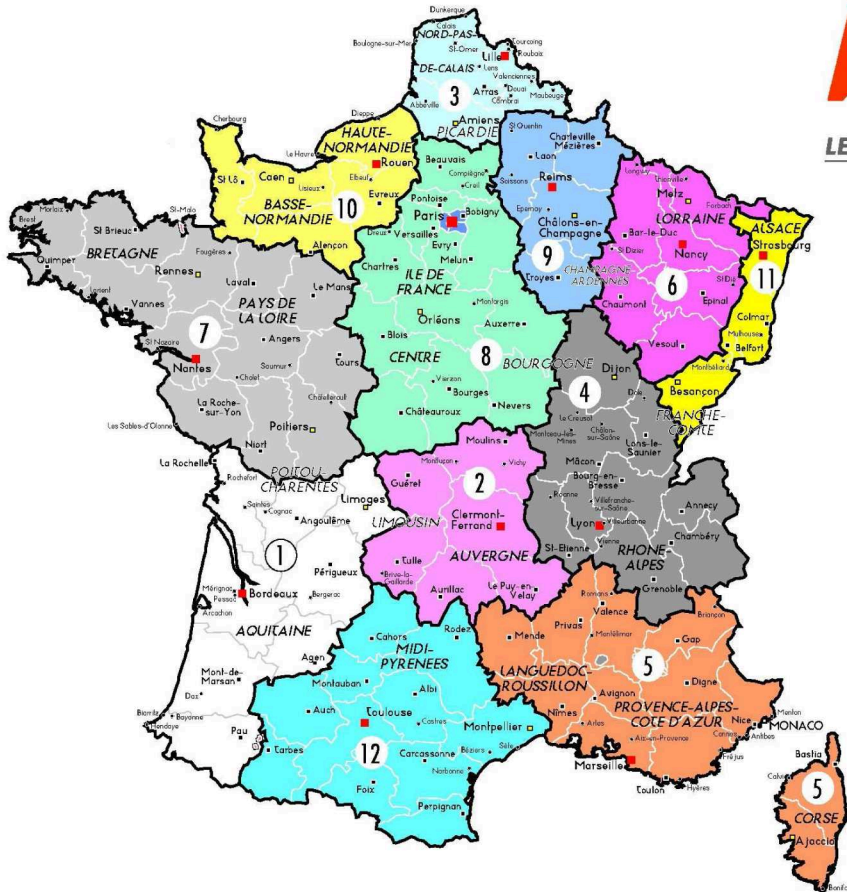 Dunkerque
Calais
NORD-PAS-
Boulogne-sur-Mer
St-Omer
Tourcoing
Roubaix
Lille
DE-CALAIS
Lens
Valenciennes
Douai
Arras
Cambrai
Maubeuge
3
Abbeville
Amiens
PICARDIE
LE
Cherbourg
Dieppe
HAUTE-
NORMANDIE
Le Havre
Rouen
St-Lô
Caen
Lisieux
Elbeuf
Evreux
BASSE-
NORMANDIE
10
Alençon
Beauvais
Compiègne
Creil
Pontoise
Paris
Bobigny
Versailles
Dreux
Evry
Melun
Chartres
ILE DE
FRANCE
Montargis
Orléans
Auxerre
Blois
CENTRE
8
BOURGOGNE
Vierzon
Bourges
Châteauroux
Nevers
St Quentin
Charleville
Mézières
Laon
Soissons
Reims
Epernay
Châlons-en-
Champagne
9
Troyes
CHAMPAGNE
ARDENNES
Longwy
Thionville
Metz
Forbach
LORRAINE
Bar-le-Duc
St Dizier
Nancy
6
St Dié
Chaumont
Epinal
Vesoul
ALSACE
Strasbourg
11
Colmar
Mulhouse
Belfort
Montbéliard
Besançon
FRANCHE-
COMTE
Morlaix
Brest
St Brieuc
St-Malo
BRETAGNE
Fougères
Quimper
Rennes
Laval
Le Mans
Lorient
Vannes
PAYS DE
LA LOIRE
7
St Nazaire
Angers
Nantes
Saumur
Tours
Cholet
La Roche-
sur-Yon
Châtellerault
Les Sables-d'Olonne
Poitiers
Niort
La Rochelle
Rochefort
POITOU-
CHARENTES
Saintes
Cognac
Limoges
Angoulême
1
Périgueux
Mérignac
Pessac
Bordeaux
Bergerac
Arcachon
AQUITAINE
Agen
Mont-de-
Marsan
Dax
Biarritz
Bayonne
Hendaye
Pau
Moulins
Montluçon
Vichy
Guéret
2
LIMOUSIN
Clermont-
Ferrand
Tulle
AUVERGNE
Brive-la-
Gaillarde
Aurillac
Le Puy-en-
Velay
Dijon
4
Dole
Le Creusot
Montceau-les-
Mines
Châlon-
sur-Saône
Lons-le-
Saunier
Mâcon
Bourg-en-
Bresse
Roanne
Villefranche-
sur-Saône
Annecy
Lyon
Villeurbanne
Vienne
Chambéry
St-Etienne
RHONE
ALPES
Grenoble
Romans
Valence
Briançon
Privas
Montélimar
Gap
Mende
LANGUEDOC-
ROUSSILLON
5
Digne
Avignon
PROVENCE-ALPES-
COTE D'AZUR
Nîmes
Arles
Aix-en-Provence
Nice
Menton
MONACO
Cannes
Antibes
Fréjus
Marseille
Toulon
Hyères
Rodez
Cahors
MIDI-
PYRENEES
Montauban
Albi
Auch
Toulouse
Castres
Montpellier
Tarbes
12
Carcassonne
Béziers
Sète
Foix
Narbonne
Perpignan
Bastia
Calvi
5
CORSE
Ajaccio